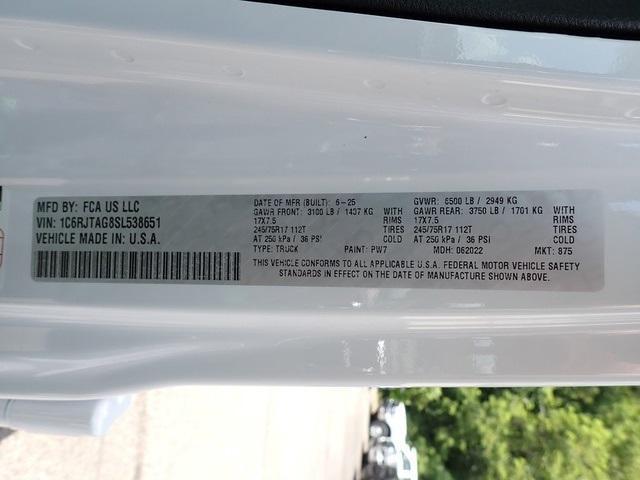 MFD BY: FCA US LLC
VIN: 1C6RJTAG8SL538651
VEHICLE MADE IN: U.S.A.
DATE OF MFR (BUILT): 6-25
GAWR FRONT: 3100 LB / 1437 KG WITH
17X7.5 RIMS
245/75R17 112T TIRES
AT 250 kPa / 36 PSI COLD
TYPE: TRUCK PAINT: PW7
GVWR: 6500 LB / 2949 KG
GAWR REAR: 3750 LB / 1701 KG WITH
17X7.5 RIMS
245/75R17 112T TIRES
AT 250 kPa / 36 PSI COLD
MDH: 062022 MKT: 875
THIS VEHICLE CONFORMS TO ALL APPLICABLE U.S.A. FEDERAL MOTOR VEHICLE SAFETY
STANDARDS IN EFFECT ON THE DATE OF MANUFACTURE SHOWN ABOVE.